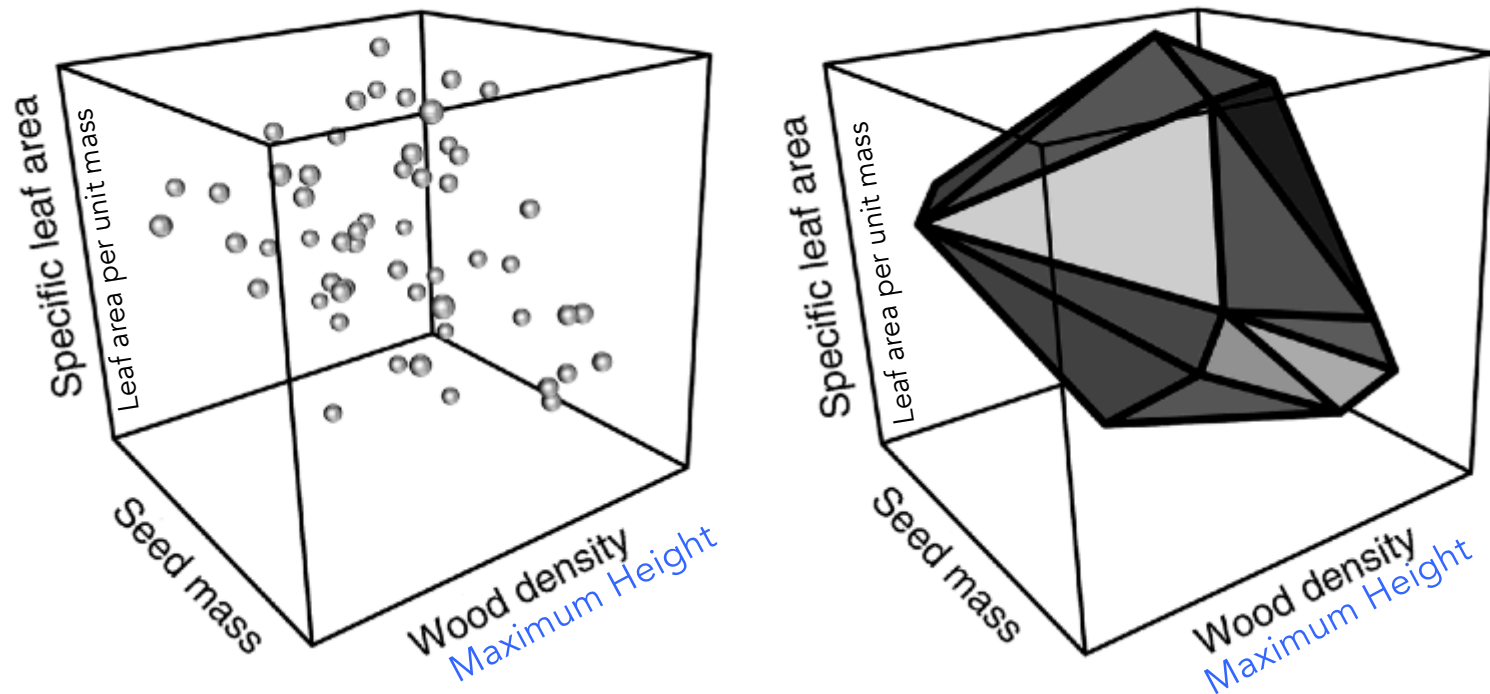 Specific leaf area
Leaf area per unit mass
Seed mass
Wood density
Maximum Height
Specific leaf area
Leaf area per unit mass
Seed mass
Wood density
Maximum Height